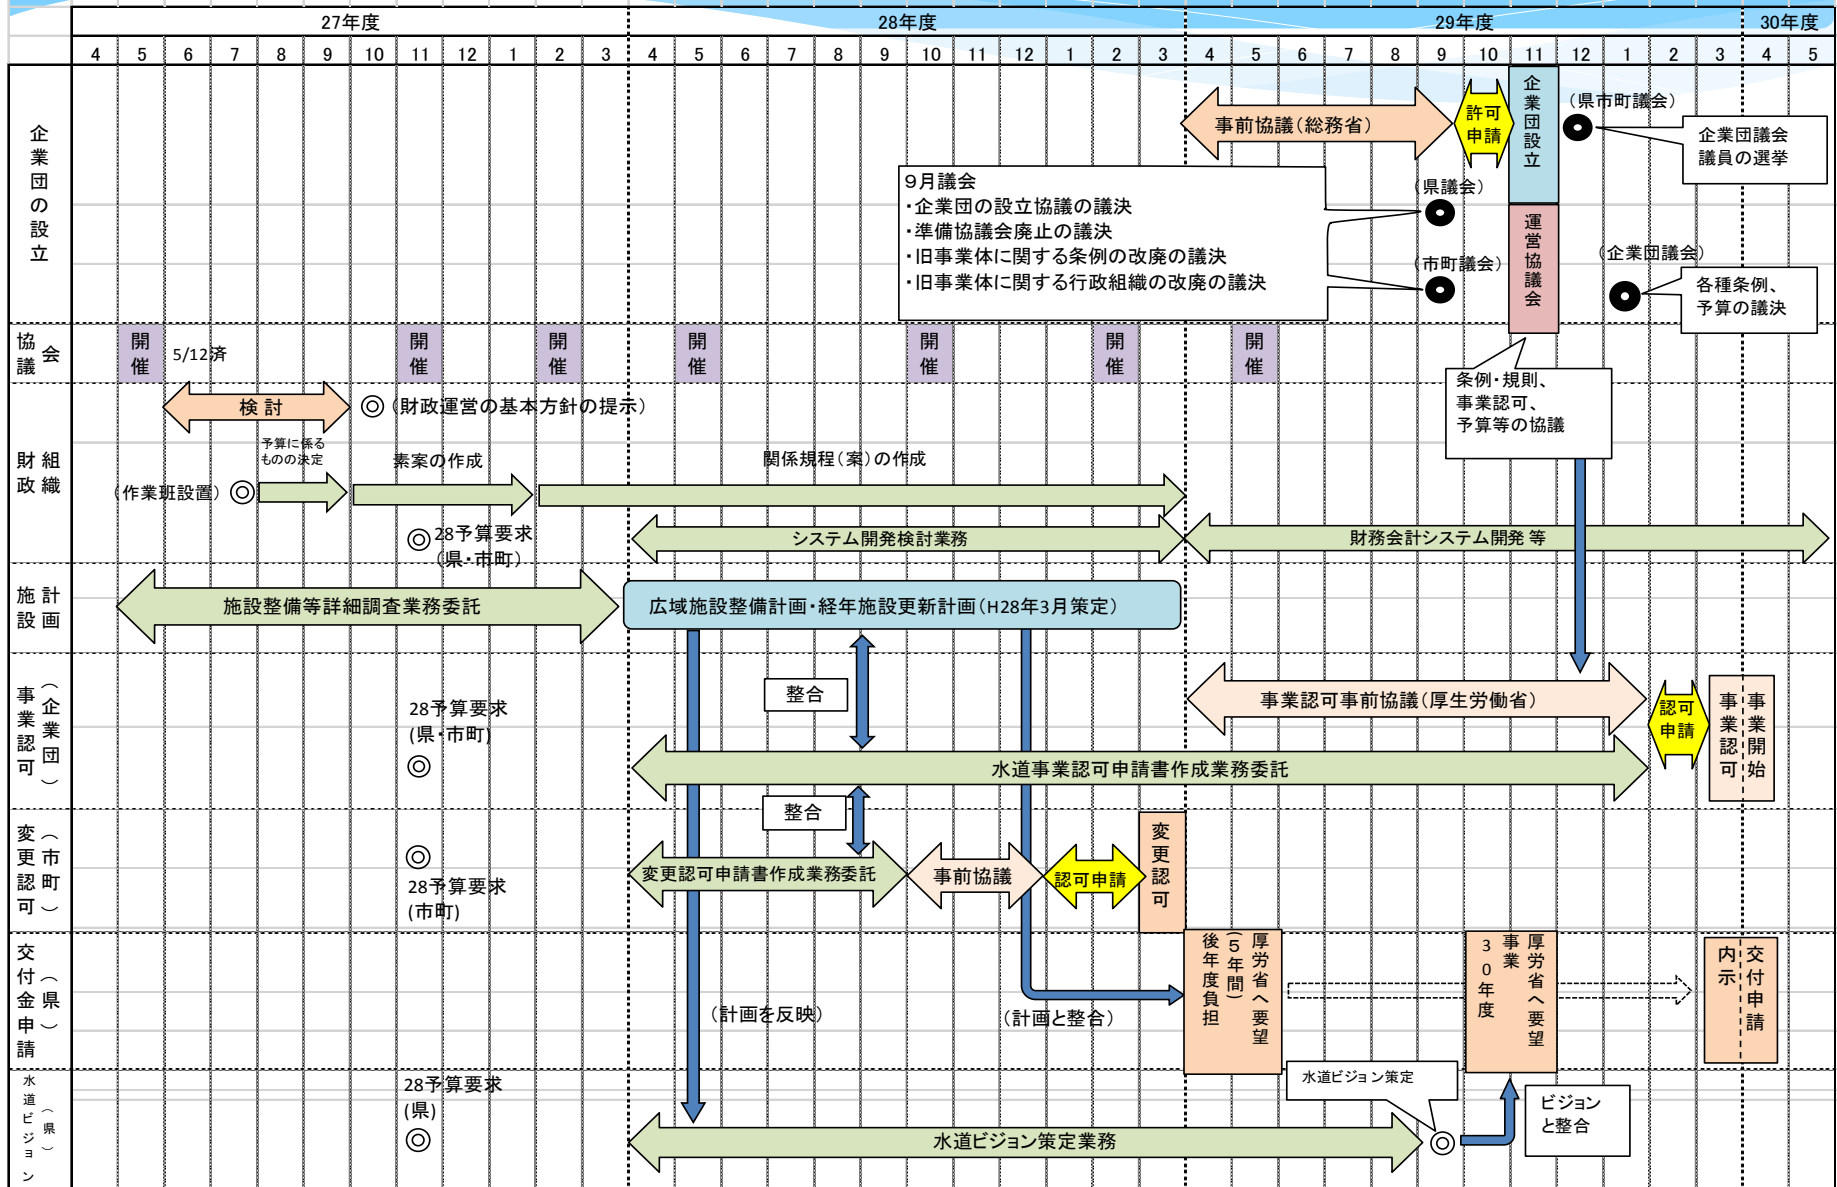 27年度
28年度
29年度
30年度
4 5 6 7 8 9 10 11 12 1 2 3 4 5 6 7 8 9 10 11 12 1 2 3 4 5 6 7 8 9 10 11 12 1 2 3 4 5
企業団の設立
事前協議(総務省)
許可
申請
企業団設立
(県市町議会)
企業団議会
議員の選挙
9月議会
・企業団の設立協議の議決
・準備協議会廃止の議決
・旧事業体に関する条例の改廃の議決
・旧事業体に関する行政組織の改廃の議決
(県議会)
(市町議会)
運営協議会
(企業団議会)
各種条例、
予算の議決
協議会
開催
5/12済
開催
開催
開催
開催
開催
開催
条例・規則、
事業認可、
予算等の協議
財政組織
検討
◎(財政運営の基本方針の提示)
予算に係る
ものの決定
素案の作成
関係規程(案)の作成
(作業班設置)◎
◎28予算要求
(県・市町)
システム開発検討業務
財務会計システム開発等
施設計画
施設整備等詳細調査業務委託
広域施設整備計画・経年施設更新計画(H28年3月策定)
事業認可(企業団)
整合
28予算要求
(県・市町)
◎
事業認可事前協議(厚生労働省)
認可
申請
事業認可
事業開始
水道事業認可申請書作成業務委託
変更認可(市町)
整合
◎
28予算要求
(市町)
変更認可申請書作成業務委託
事前協議
認可申請
変更認可
交付金申請(県)
(計画を反映)
(計画と整合)
厚労省へ要望
(5年間)
後年度負担
厚労省へ要望
事業
30年度
内示
交付申請
水道ビジョン(県)
28予算要求
(県)
◎
水道ビジョン策定
水道ビジョン策定業務
◎
ビジョン
と整合